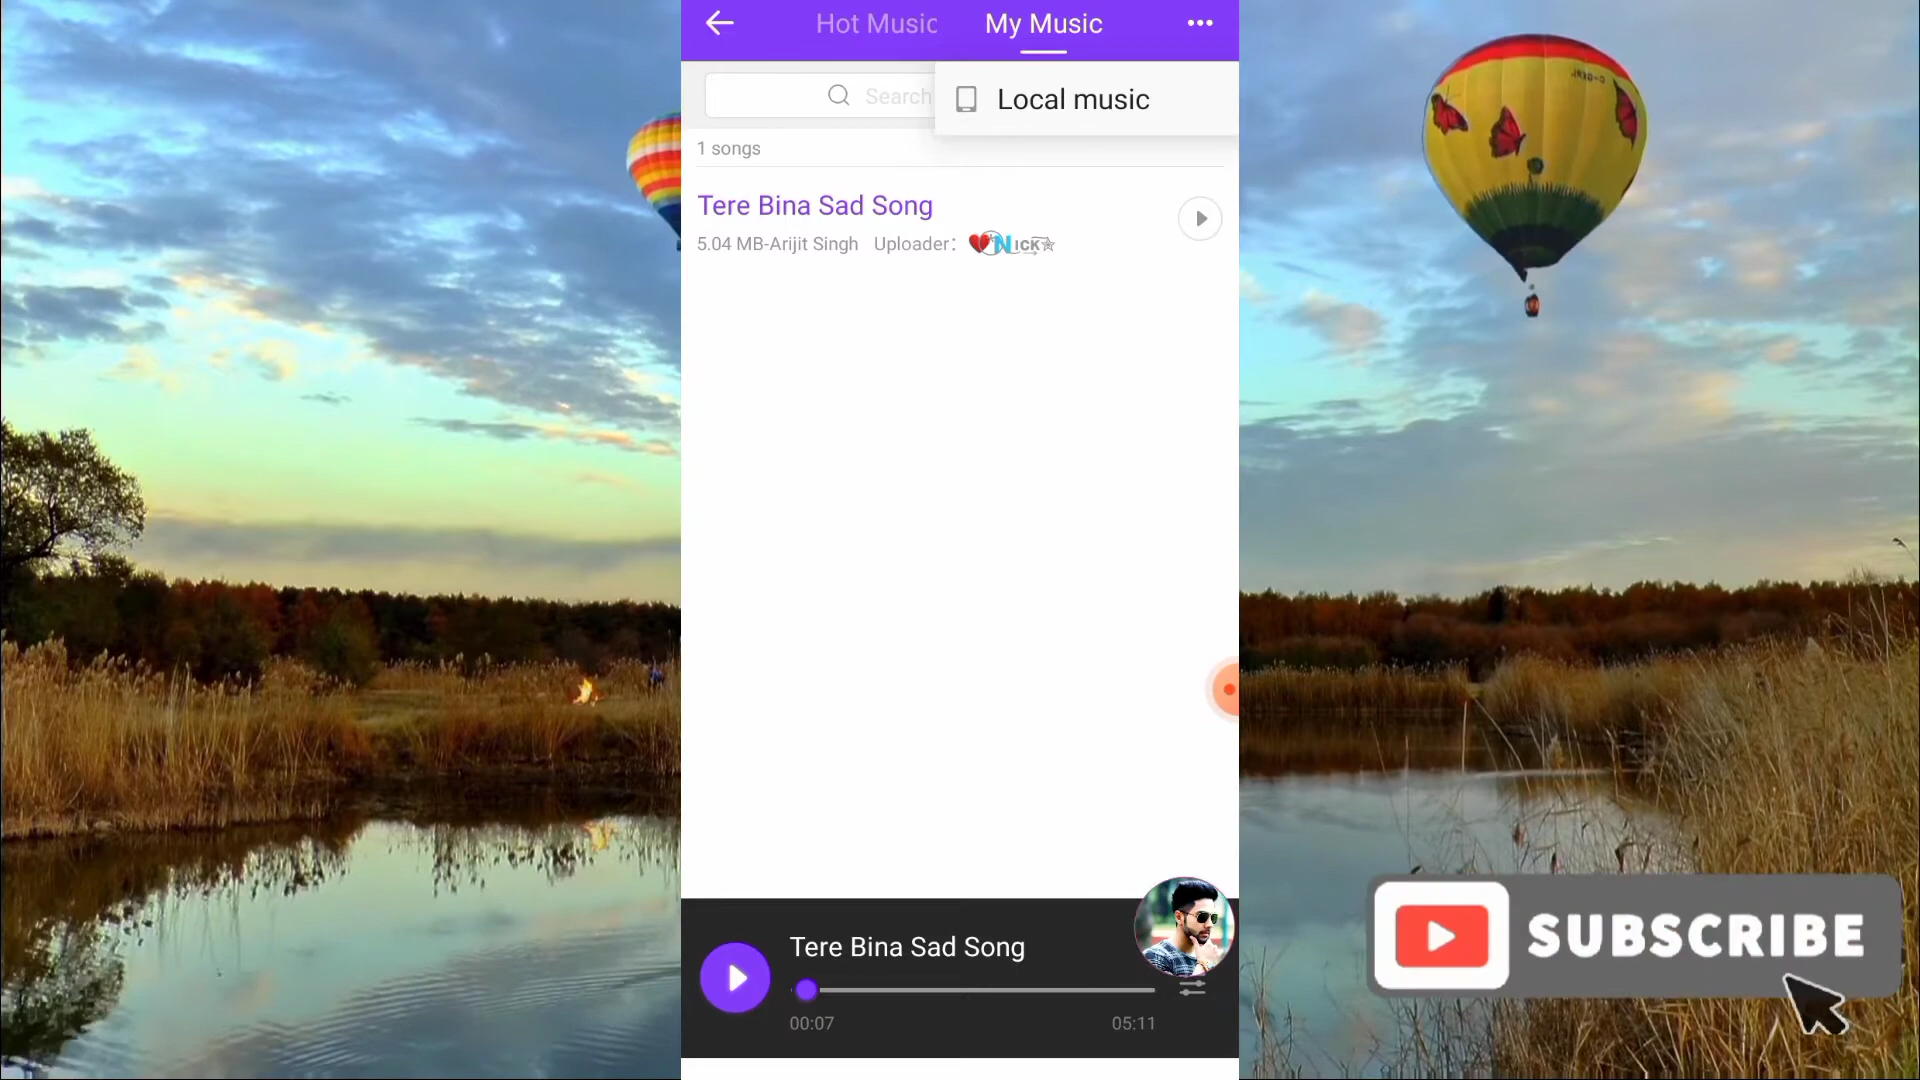 Hot Music
My Music
Search
Local music
1 songs
Tere Bina Sad Song
5.04 MB-Arijit Singh Uploader: 💔NICK
Tere Bina Sad Song
00:07
05:11
SUBSCRIBE